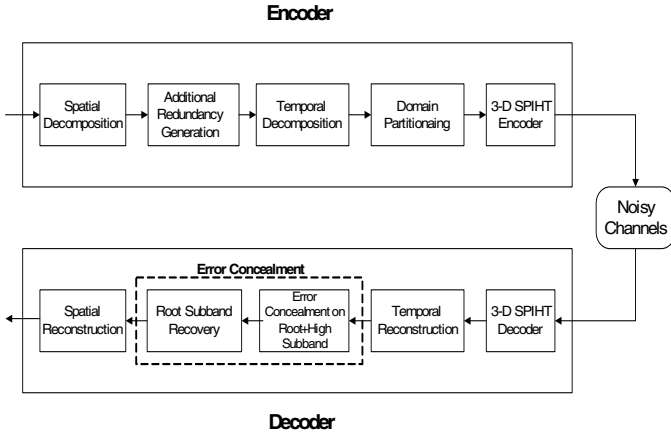 Encoder
Spatial
Decomposition
Additional
Redundancy
Generation
Temporal
Decomposition
Domain
Partitionaing
3-D SPIHT
Encoder
Noisy
Channels
Error Concealment
Spatial
Reconstruction
Root Subband
Recovery
Error
Concealment on
Root+High
Subband
Temporal
Reconstruction
3-D SPIHT
Decoder
Decoder